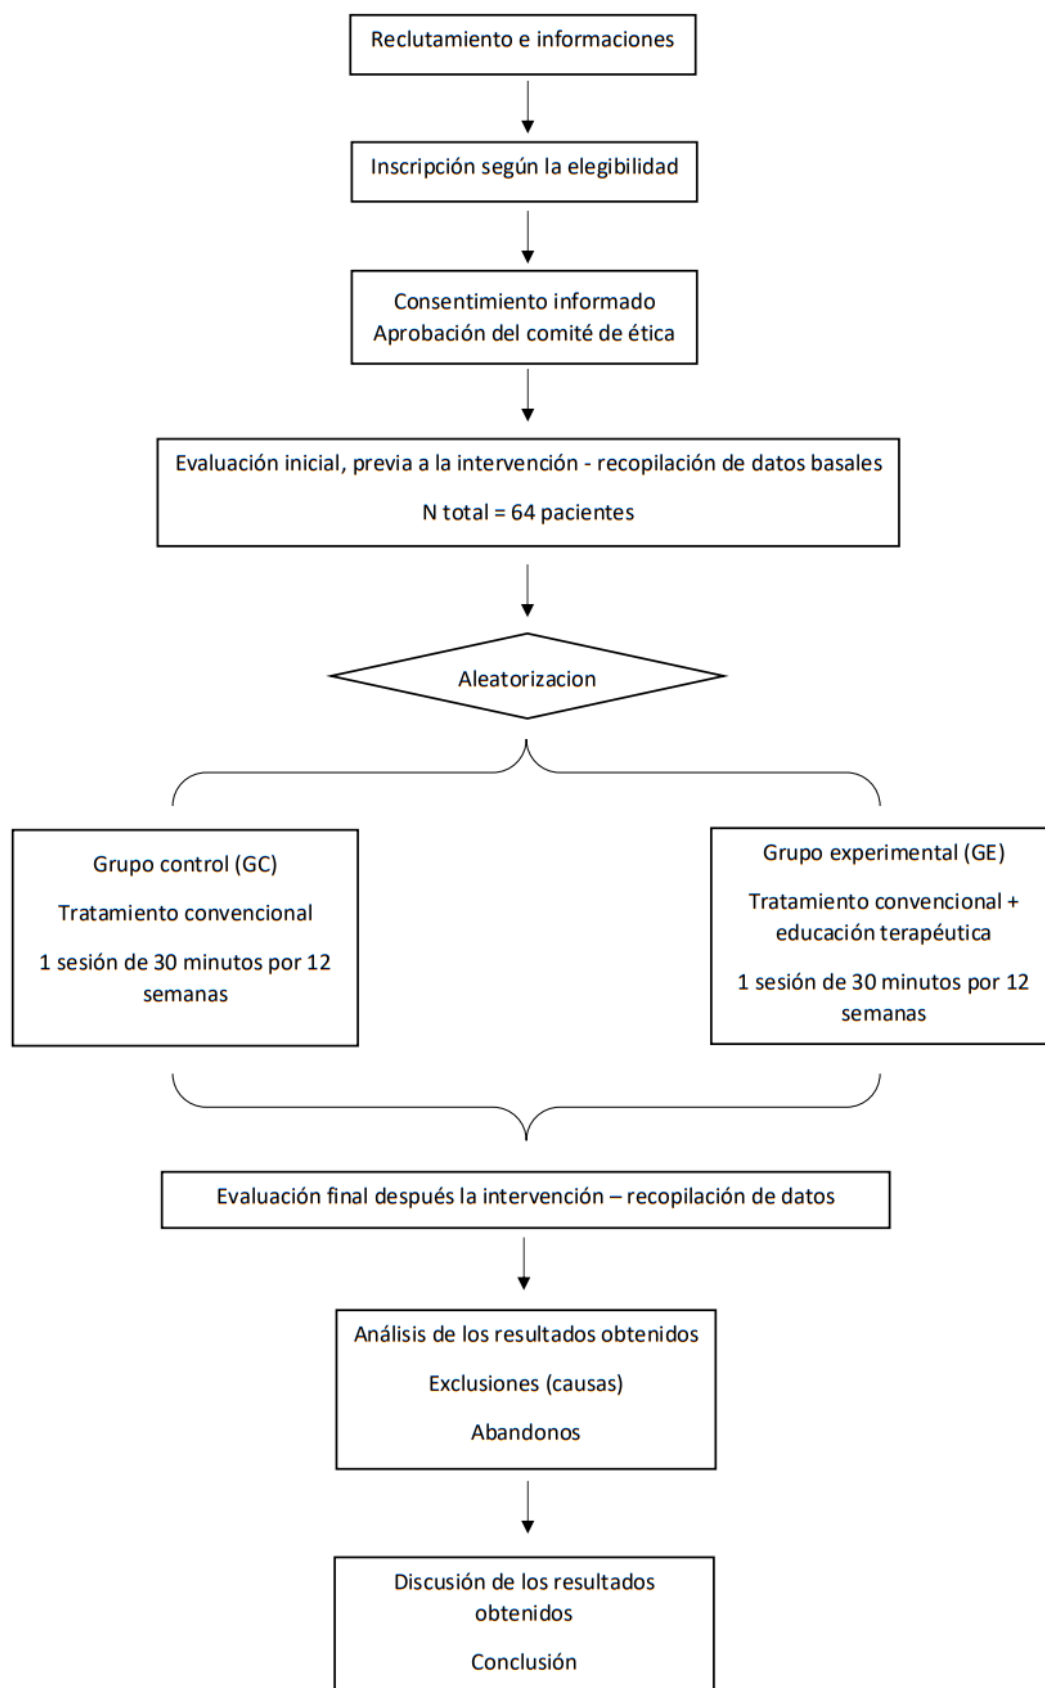 Reclutamiento e informaciones
Inscripción según la elegibilidad
Consentimiento informado
Aprobación del comité de ética
Evaluación inicial, previa a la intervención - recopilación de datos basales
N total = 64 pacientes
Aleatorizacion
Grupo control (GC)
Tratamiento convencional
1 sesión de 30 minutos por 12
semanas
Grupo experimental (GE)
Tratamiento convencional +
educación terapéutica
1 sesión de 30 minutos por 12
semanas
Evaluación final después la intervención – recopilación de datos
Análisis de los resultados obtenidos
Exclusiones (causas)
Abandonos
Discusión de los resultados
obtenidos
Conclusión